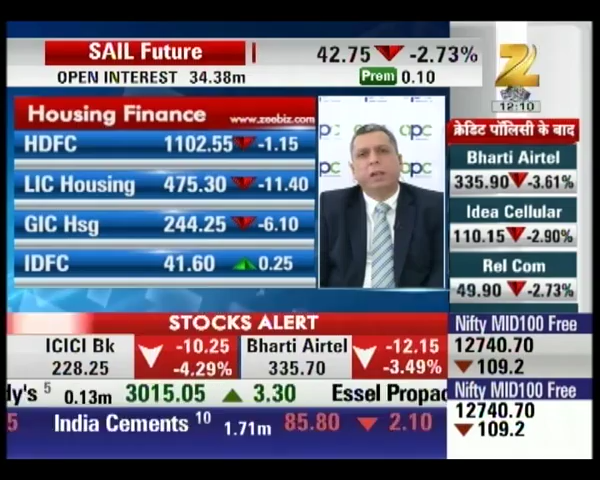 SAIL Future
42.75 -2.73%
OPEN INTEREST 34.38m
Prem 0.10
Z
12:10
Housing Finance www.zeebiz.com
HDFC 1102.55 -1.15
LIC Housing 475.30 -11.40
GIC Hsg 244.25 -6.10
IDFC 41.60 0.25
pc
pc
opc
pc
क्रेडिट पॉलिसी के बाद
Bharti Airtel
335.90 -3.61%
Idea Cellular
110.15 -2.90%
Rel Com
49.90 -2.73%
STOCKS ALERT
ICICI Bk -10.25
228.25 -4.29%
Bharti Airtel -12.15
335.70 -3.49%
Nifty MID100 Free
12740.70
109.2
dy's 5 0.13m 3015.05 3.30 Essel Propac
5 India Cements 10 1.71m 85.80 2.10
Nifty MID100 Free
12740.70
109.2